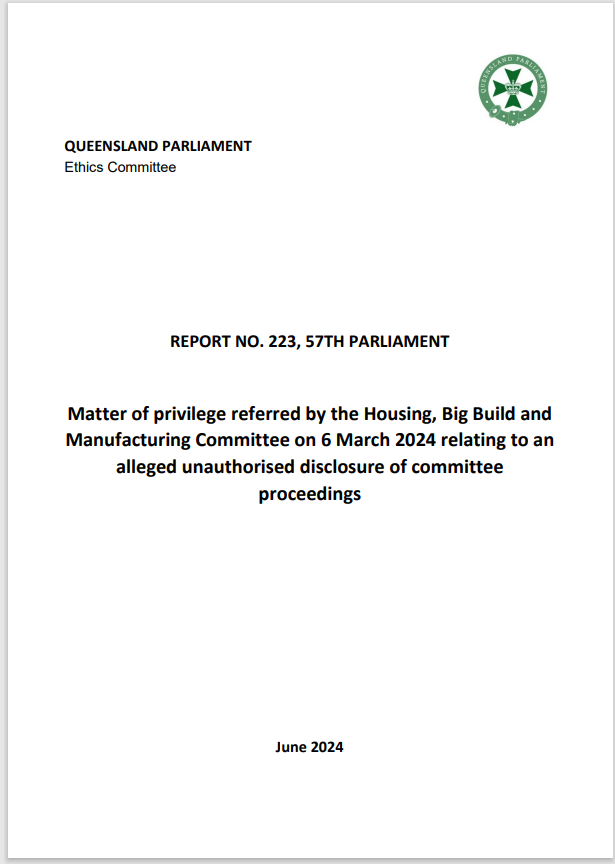 QUEENSLAND PARLIAMENT
QUEENSLAND PARLIAMENT
Ethics Committee
REPORT NO. 223, 57TH PARLIAMENT
Matter of privilege referred by the Housing, Big Build and
Manufacturing Committee on 6 March 2024 relating to an
alleged unauthorised disclosure of committee
proceedings
June 2024